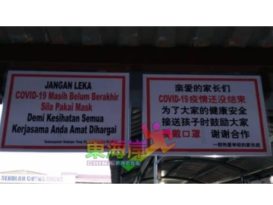 JANGAN LEKA
COVID-19 Masih Belum Berakhir
Sila Pakai Mask
Demi Kesihatan Semua
Kerjasama Anda Amat Dihargai
亲爱的家长们
COVID-19疫情还没结束
为了大家的健康安全
接送孩子时鼓励大家
戴口罩 谢谢合作
東海岸